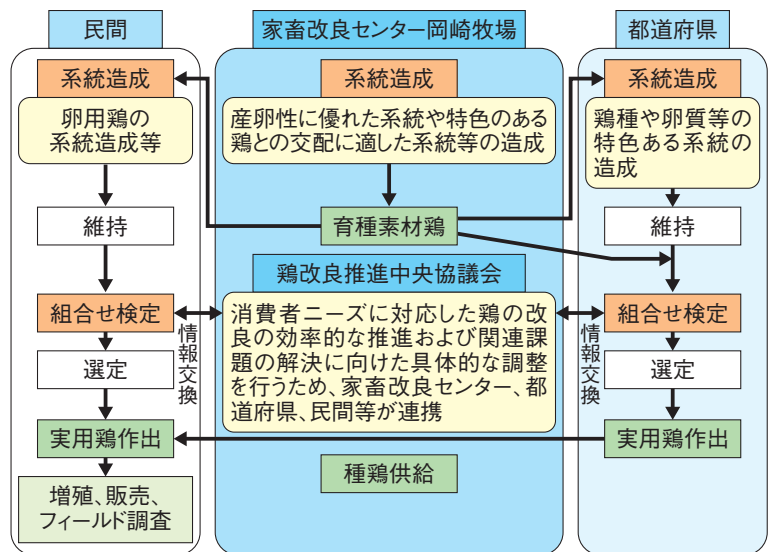 民間
系統造成
卵用鶏の
系統造成等
維持
組合せ検定
選定
実用鶏作出
増殖、販売、
フィールド調査
情報交換
家畜改良センター岡崎牧場
系統造成
産卵性に優れた系統や特色のある
鶏との交配に適した系統等の造成
育種素材鶏
鶏改良推進中央協議会
消費者ニーズに対応した鶏の改
良の効率的な推進および関連課
題の解決に向けた具体的な調整
を行うため、家畜改良センター、都
道府県、民間等が連携
種鶏供給
情報交換
都道府県
系統造成
鶏種や卵質等の
特色ある系統の
造成
維持
組合せ検定
選定
実用鶏作出